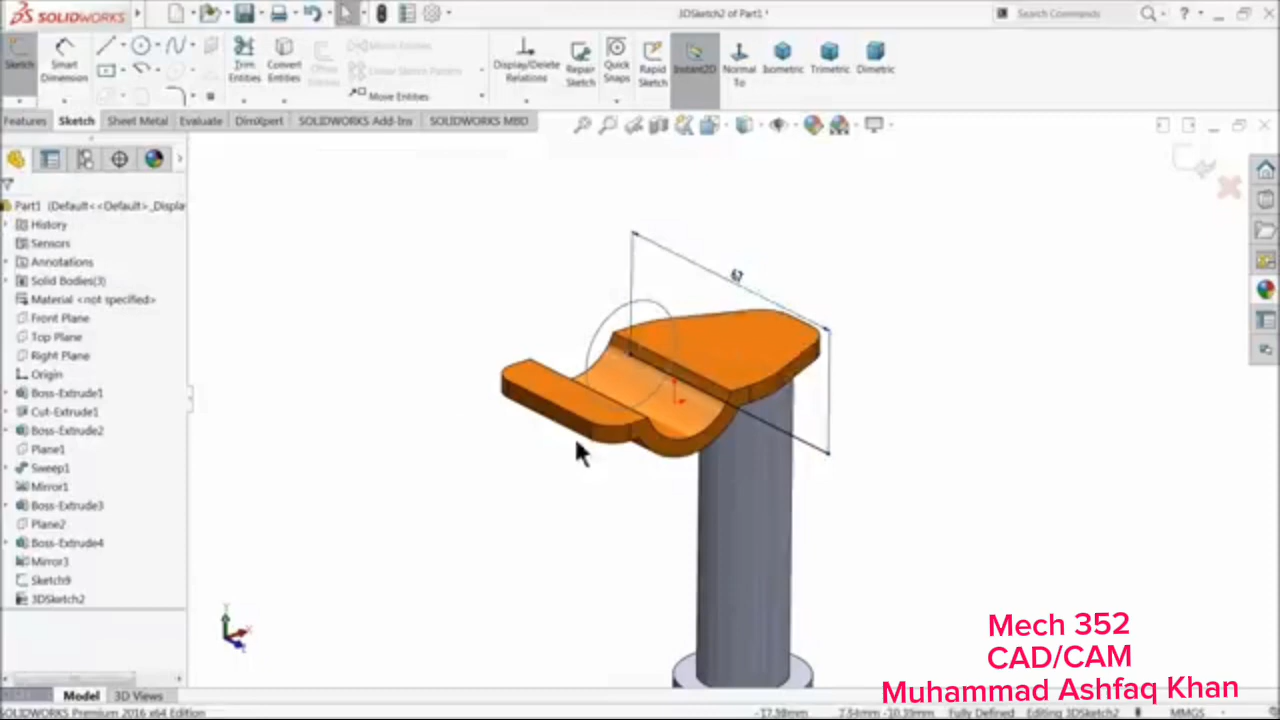 SOLIDWORKS
3DSketch2 of Part1 *
Search Commands
?
Sketch
Smart Dimension
Trim Entities
Convert Entities
Offset Entities
Mirror Entities
Linear Sketch Pattern
Move Entities
Display/Delete Relations
Repair Sketch
Quick Snaps
Rapid Sketch
Instant2D
Normal To
Isometric
Trimetric
Dimetric
Features
Sketch
Sheet Metal
Evaluate
DimXpert
SOLIDWORKS Add-Ins
SOLIDWORKS MBD
Part1 (Default<<Default>_Displa
History
Sensors
Annotations
Solid Bodies(3)
Material <not specified>
Front Plane
Top Plane
Right Plane
Origin
Boss-Extrude1
Cut-Extrude1
Boss-Extrude2
Plane1
Sweep1
Mirror1
Boss-Extrude3
Plane2
Boss-Extrude4
Mirror3
Sketch9
3DSketch2
62
Mech 352
CAD/CAM
Muhammad Ashfaq Khan
Model
3D Views
SOLIDWORKS Premium 2016 x64 Edition
Fully Defined
Editing 3DSketch2
MMGS